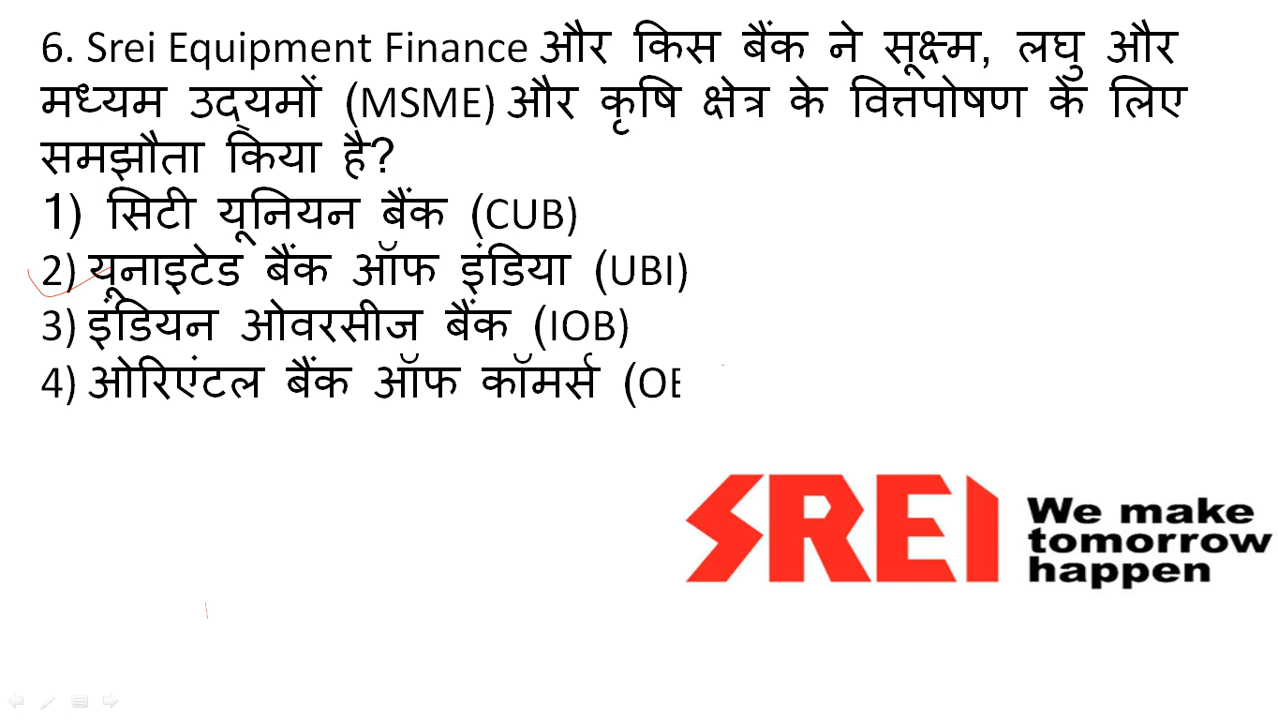 6. Srei Equipment Finance और किस बैंक ने सूक्ष्म, लघु और
मध्यम उद्यमों (MSME) और कृषि क्षेत्र के वित्तपोषण के लिए
समझौता किया है?
1) सिटी यूनियन बैंक (CUB)
2) यूनाइटेड बैंक ऑफ इंडिया (UBI)
3) इंडियन ओवरसीज बैंक (IOB)
4) ओरिएंटल बैंक ऑफ कॉमर्स
SREI
We make
tomorrow
happen